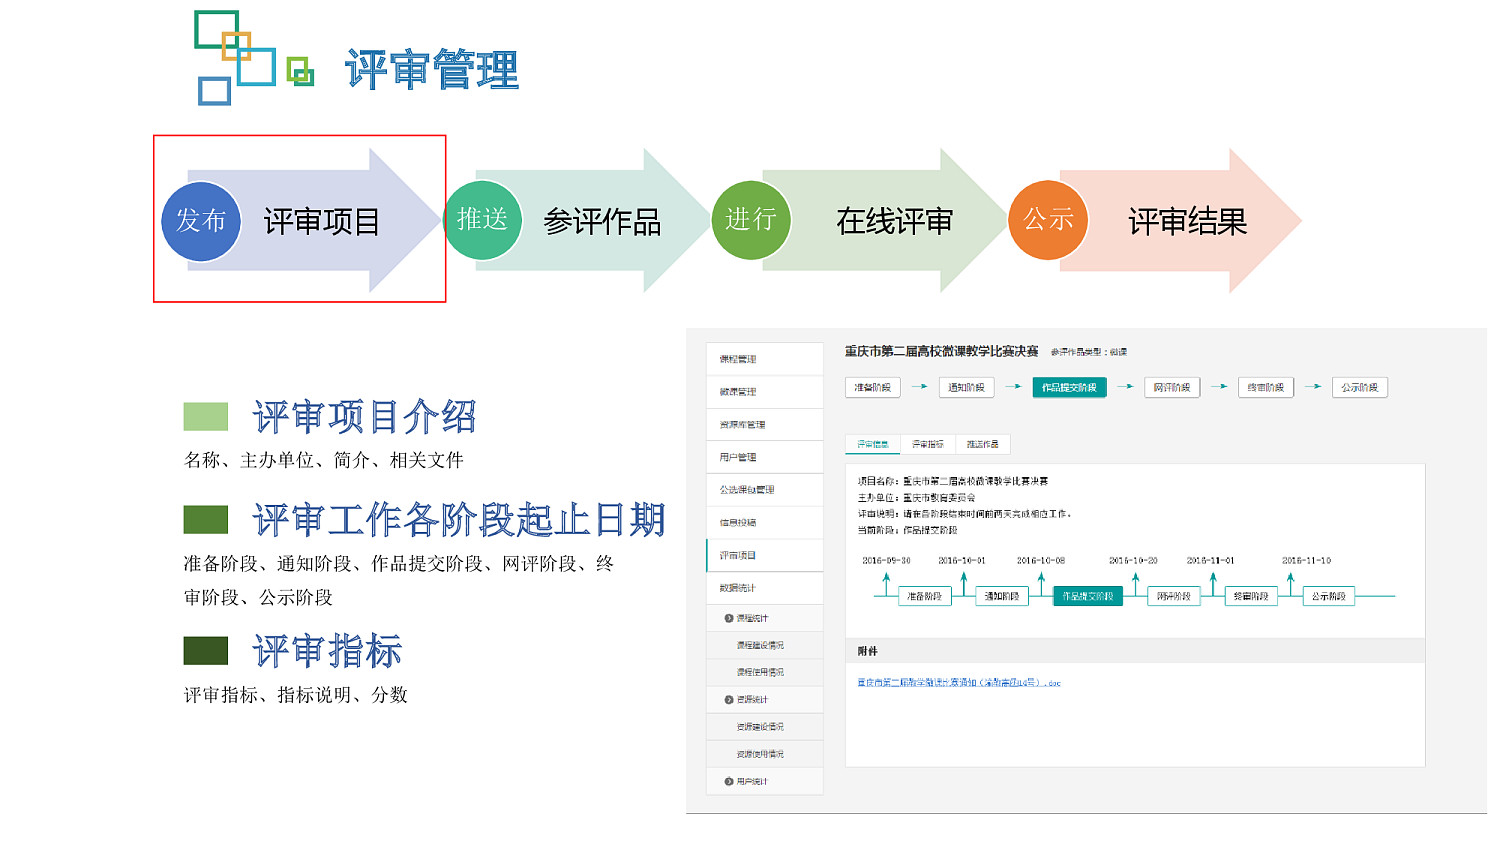 评审管理
发布
评审项目
推送
参评作品
进行
在线评审
公示
评审结果
评审项目介绍
名称、主办单位、简介、相关文件
评审工作各阶段起止日期
准备阶段、通知阶段、作品提交阶段、网评阶段、终
审阶段、公示阶段
评审指标
评审指标、指标说明、分数
课程管理
微课管理
资源库管理
用户管理
公选课包管理
信息投稿
评审项目
数据统计
课程统计
课程建设情况
课程使用情况
资源统计
资源建设情况
资源使用情况
用户统计
重庆市第二届高校微课教学比赛决赛 参评作品类型：微课
准备阶段
通知阶段
作品提交阶段
网评阶段
终审阶段
公示阶段
评审信息
评审指标
推送作品
项目名称：重庆市第二届高校微课教学比赛决赛
主办单位：重庆市教育委员会
评审说明：请在各阶段结束时间前两天完成相应工作。
当前阶段：作品提交阶段
2016-09-30
2016-10-01
2016-10-08
2016-10-20
2016-11-01
2016-11-10
准备阶段
通知阶段
作品提交阶段
网评阶段
终审阶段
公示阶段
附件
重庆市第二届教学微课比赛通知（渝教高函14号）.doc